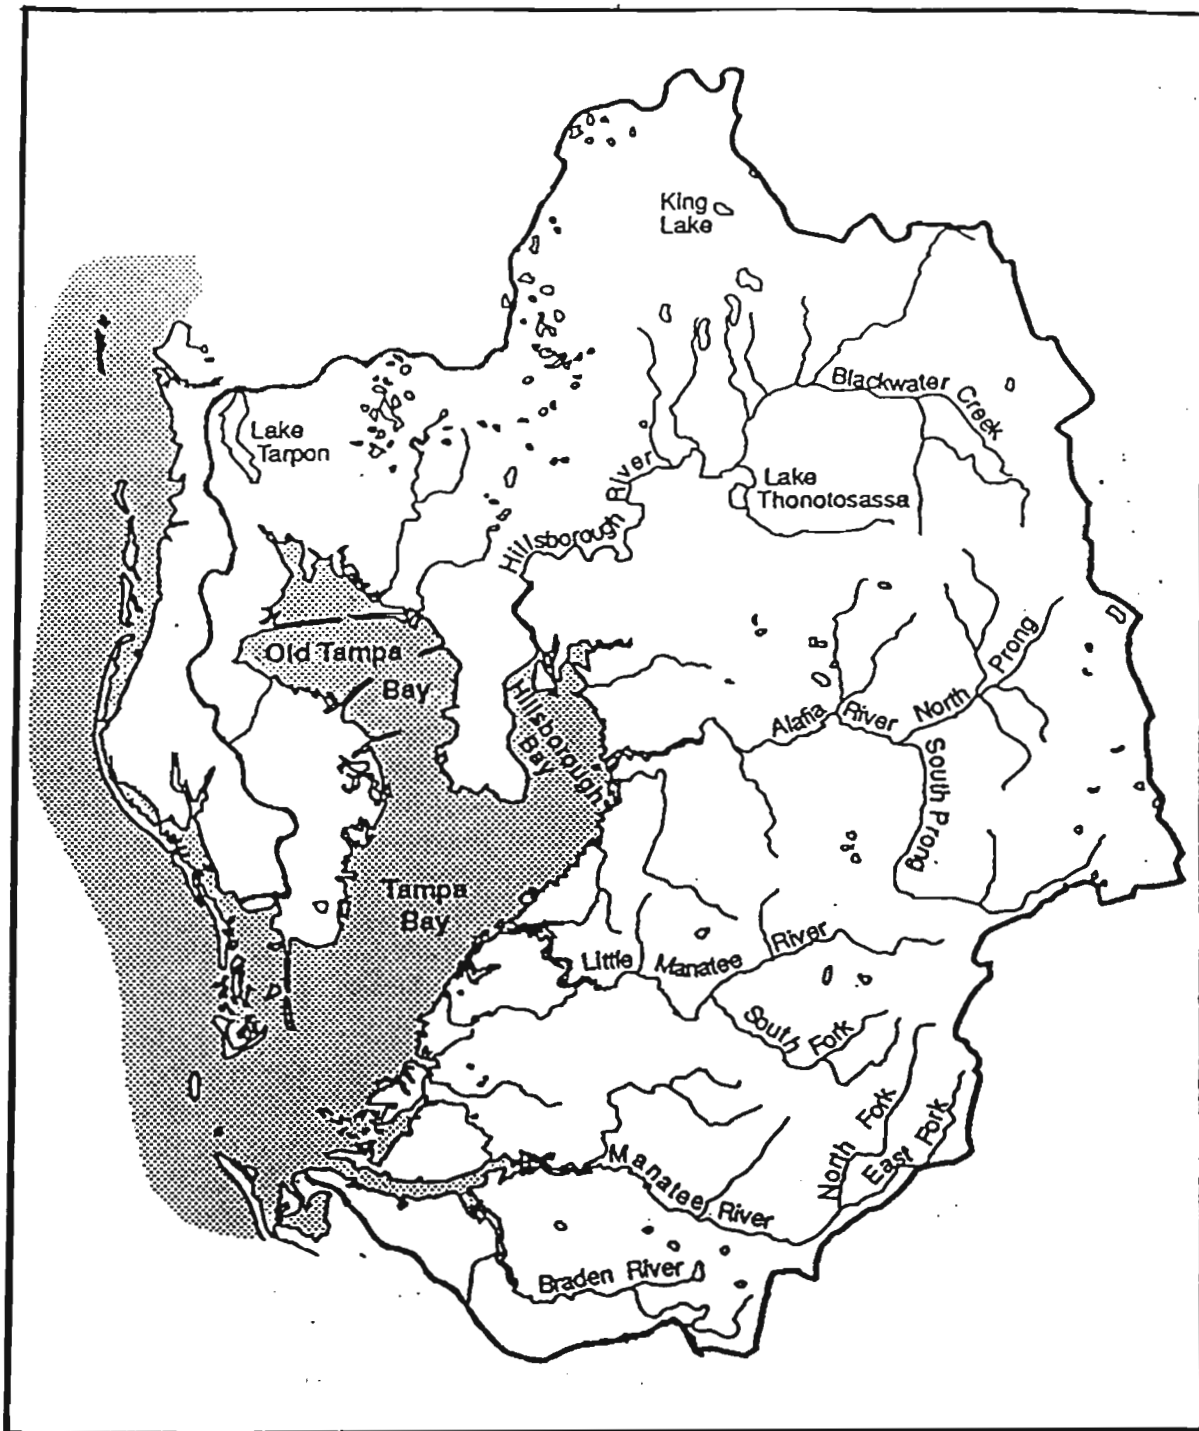 King
Lake
Blackwater Creek
Lake
Tarpon
Hillsborough River
Lake
Thonotosassa
Old Tampa
Bay
Hillsborough
Bay
Alafia River North Prong
South Prong
Tampa
Bay
Little Manatee River
South Fork
North Fork
East Fork
Manatee River
Braden River